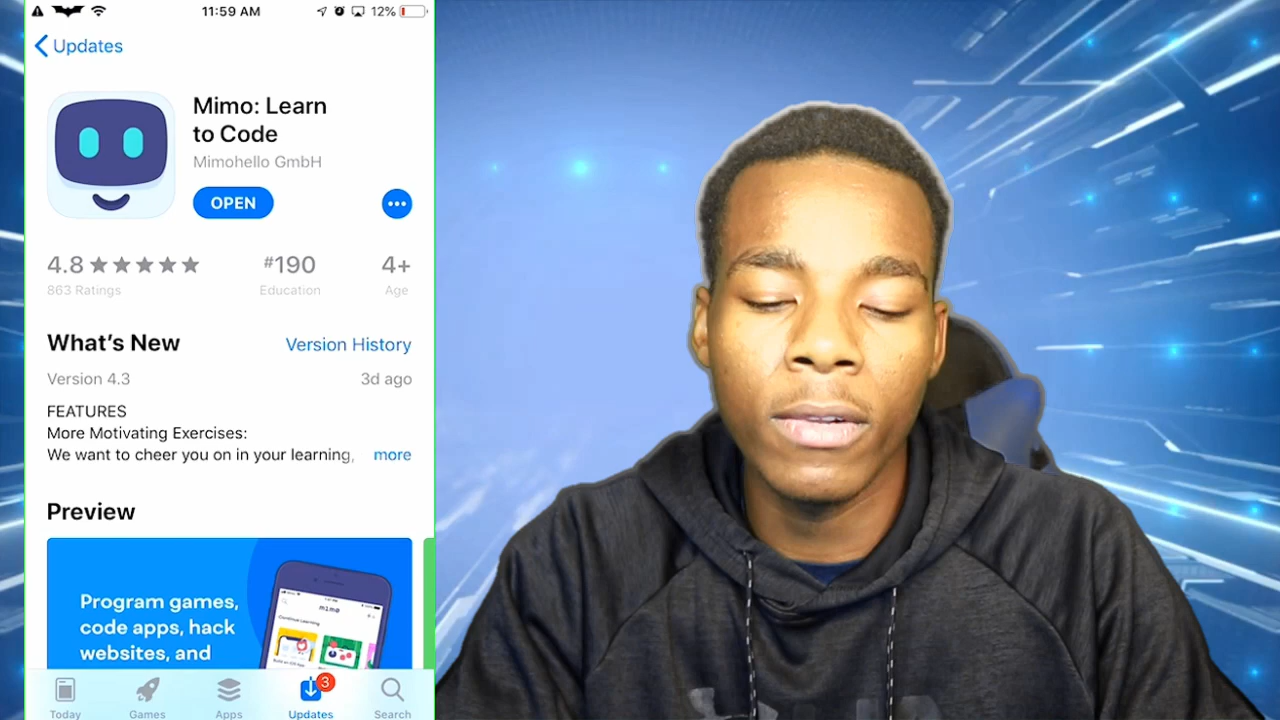 11:59 AM
12%
Updates
Mimo: Learn
to Code
Mimohello GmbH
OPEN
4.8
#190
4+
863 Ratings
Education
Age
What's New
Version History
Version 4.3
3d ago
FEATURES
More Motivating Exercises:
We want to cheer you on in your learning,
more
Preview
Program games,
code apps, hack
websites, and
mimo
Continue Learning
3
Today
Games
Apps
Updates
Search